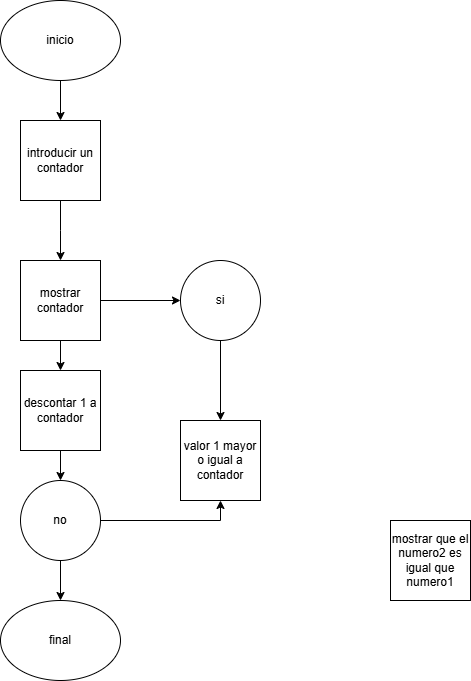 inicio
introducir un
contador
mostrar
contador
si
descontar 1 a
contador
valor 1 mayor
o igual a
contador
no
mostrar que el
numero2 es
igual que
numero1
final